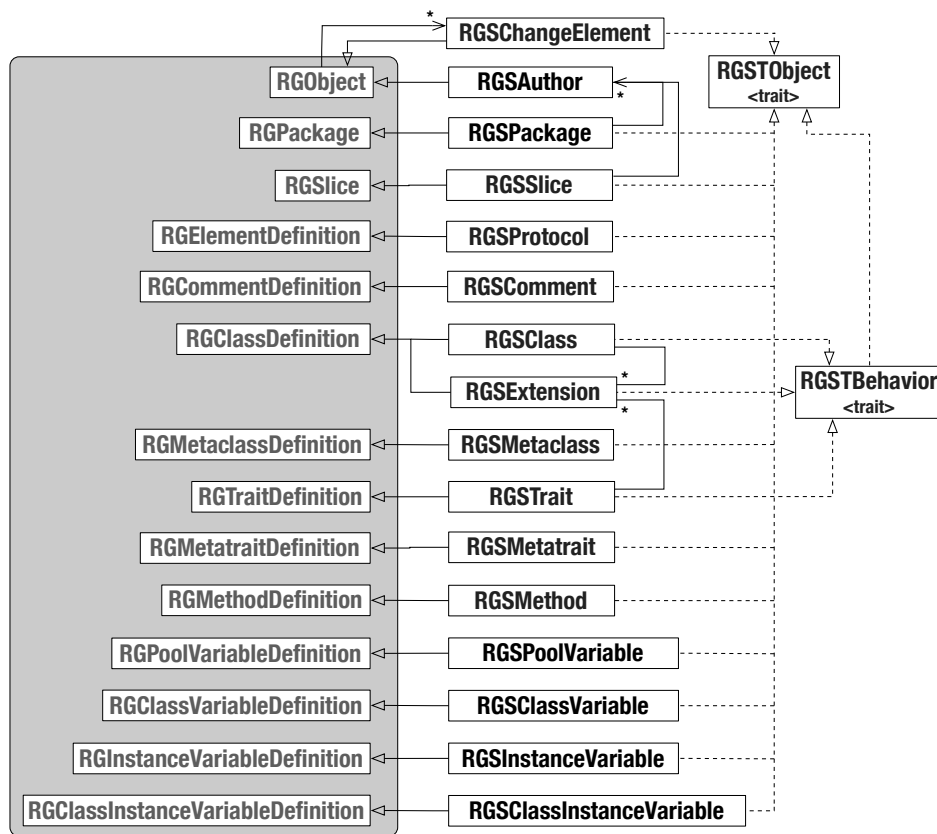 *
RGSChangeElement
RGObject
RGSAuthor
*
RGSTObject
<trait>
RGPackage
RGSPackage
RGSlice
RGSSlice
RGElementDefinition
RGSProtocol
RGCommentDefinition
RGSComment
RGClassDefinition
RGSClass
*
RGSExtension
*
RGSTBehavior
<trait>
RGMetaclassDefinition
RGSMetaclass
RGTraitDefinition
RGSTrait
RGMetatraitDefinition
RGSMetatrait
RGMethodDefinition
RGSMethod
RGPoolVariableDefinition
RGSPoolVariable
RGClassVariableDefinition
RGSClassVariable
RGInstanceVariableDefinition
RGSInstanceVariable
RGClassInstanceVariableDefinition
RGSClassInstanceVariable